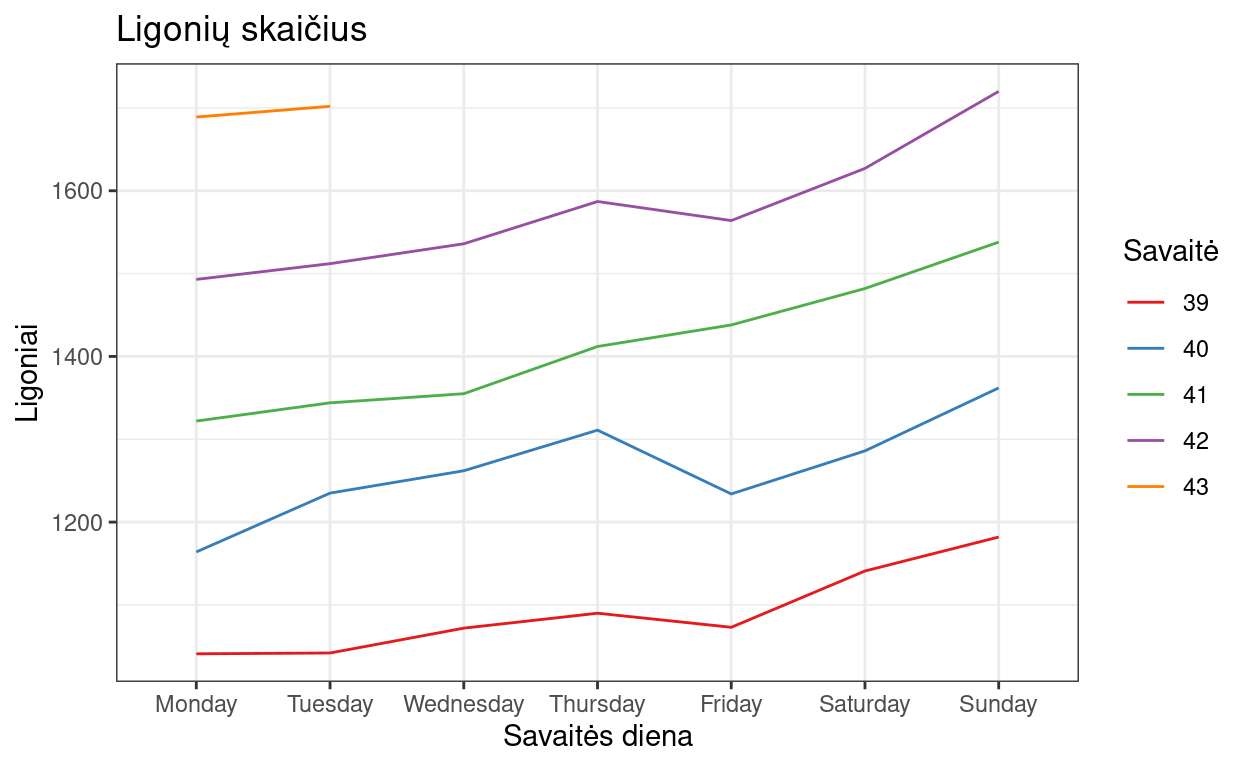 Ligonių skaičius
Ligoniai
1600
1400
1200
Monday Tuesday Wednesday Thursday Friday Saturday Sunday
Savaitės diena
Savaitė
39
40
41
42
43